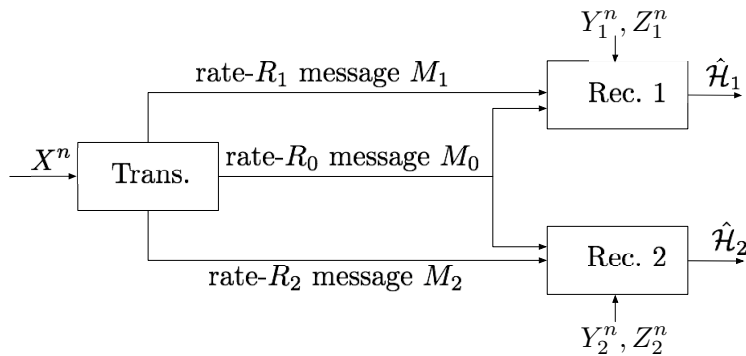 Y_1^n, Z_1^n
rate-R_1 message M_1
Rec. 1
\hat{\mathcal{H}}_1
X^n
Trans.
rate-R_0 message M_0
Rec. 2
\hat{\mathcal{H}}_2
rate-R_2 message M_2
Y_2^n, Z_2^n